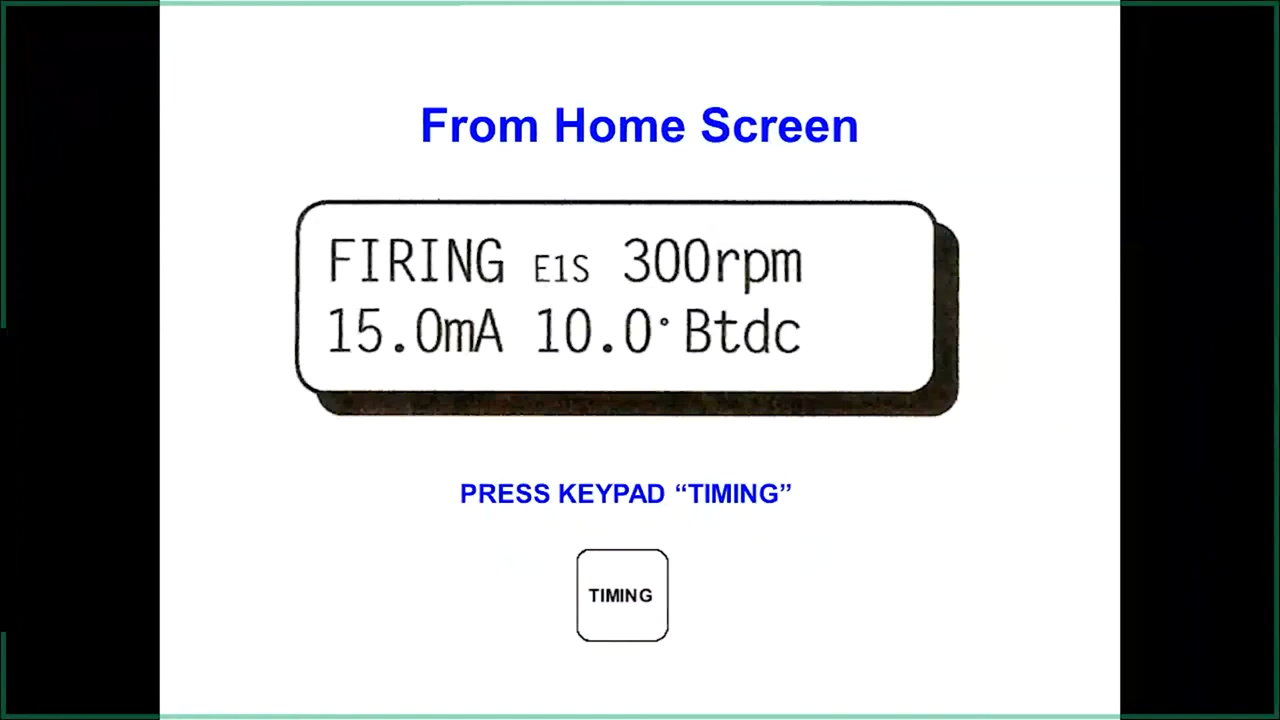 From Home Screen
FIRING E1S 300rpm
15.0mA 10.0° Btdc
PRESS KEYPAD “TIMING”
TIMING